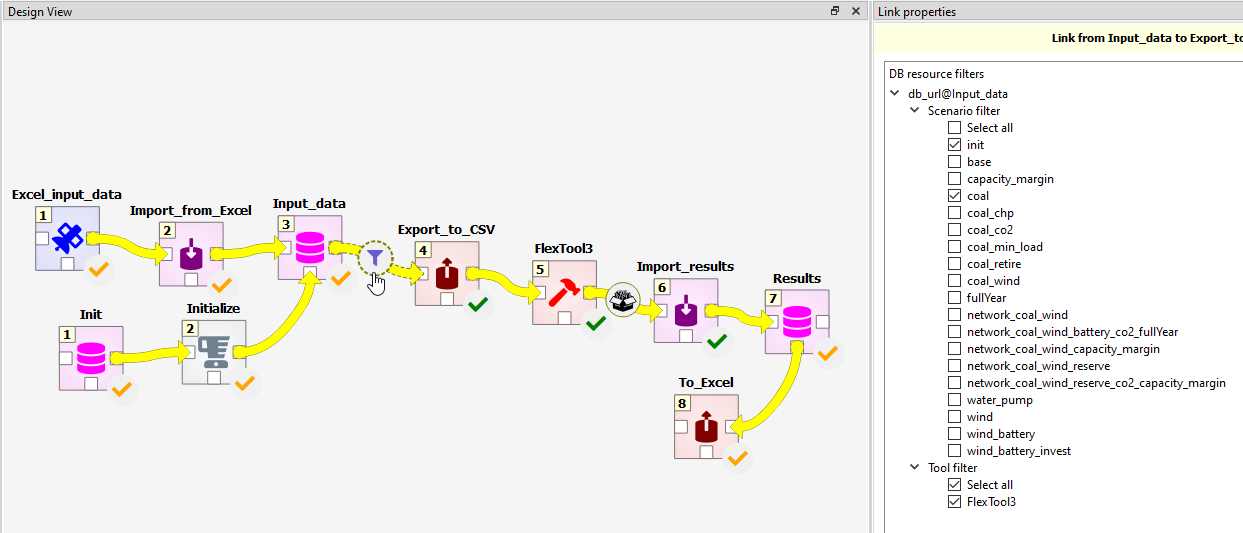 Design View
Link properties
Link from Input_data to Export_to
DB resource filters
db_url@Input_data
Scenario filter
Select all
init
base
capacity_margin
coal
coal_chp
coal_co2
coal_min_load
coal_retire
coal_wind
fullYear
network_coal_wind
network_coal_wind_battery_co2_fullYear
network_coal_wind_capacity_margin
network_coal_wind_reserve
network_coal_wind_reserve_co2_capacity_margin
water_pump
wind
wind_battery
wind_battery_invest
Tool filter
Select all
FlexTool3
Excel_input_data
1
Import_from_Excel
2
Input_data
3
Export_to_CSV
4
FlexTool3
5
Import_results
6
Results
7
Init
1
Initialize
2
To_Excel
8